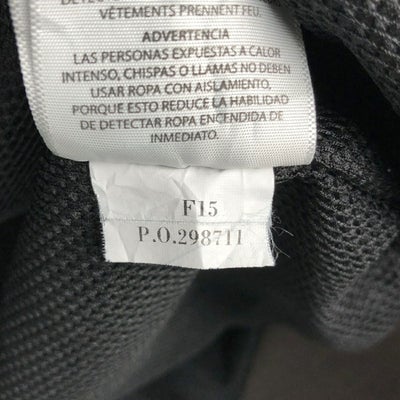 VÊTEMENTS PRENNENT FEU.
ADVERTENCIA
LAS PERSONAS EXPUESTAS A CALOR
INTENSO, CHISPAS O LLAMAS NO DEBEN
USAR ROPA CON AISLAMIENTO,
PORQUE ESTO REDUCE LA HABILIDAD
DE DETECTAR ROPA ENCENDIDA DE
INMEDIATO.
F15
P.O.298711